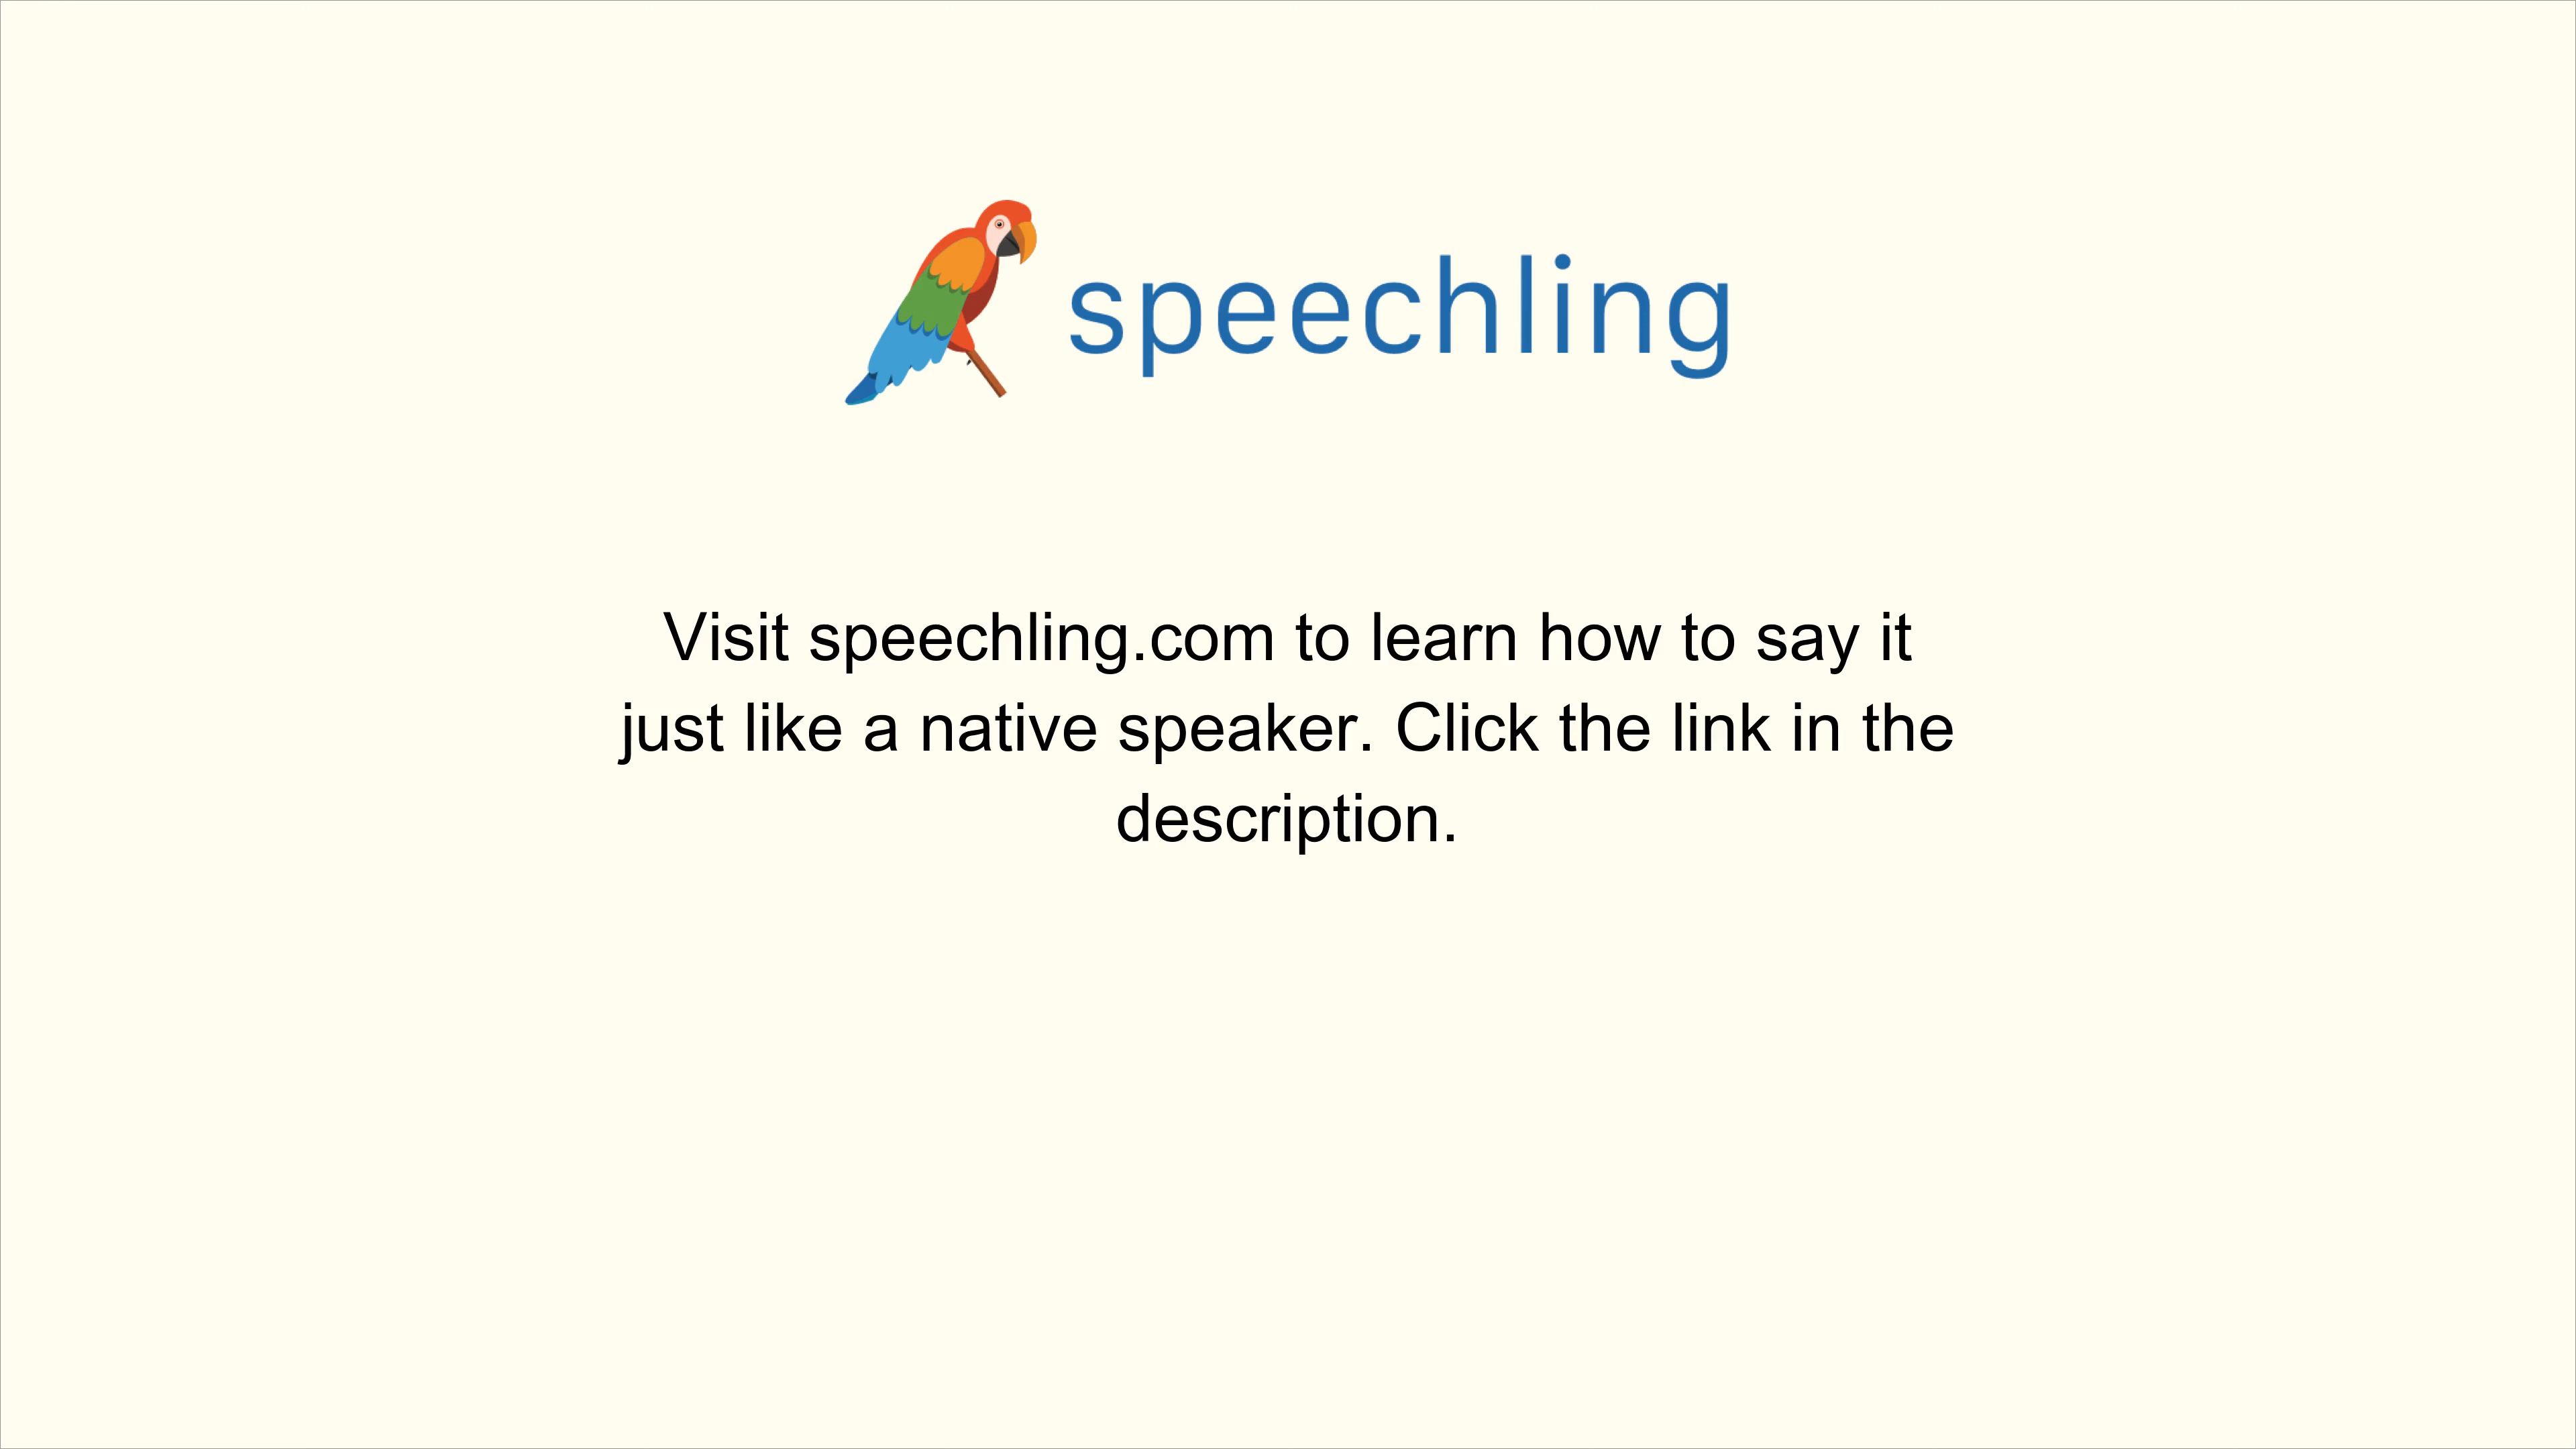 speechling
Visit speechling.com to learn how to say it
just like a native speaker. Click the link in the
description.